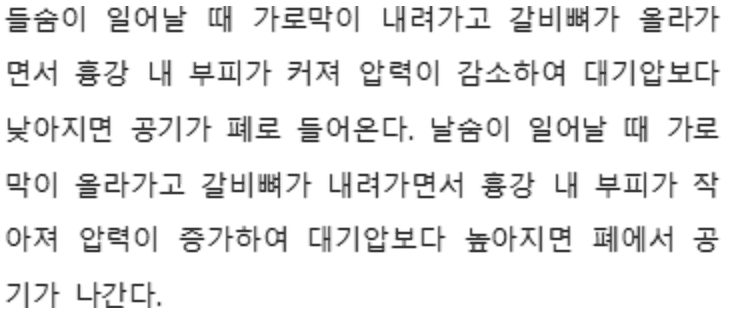 들숨이 일어날 때 가로막이 내려가고 갈비뼈가 올라가
면서 흉강 내 부피가 커져 압력이 감소하여 대기압보다
낮아지면 공기가 폐로 들어온다. 날숨이 일어날 때 가로
막이 올라가고 갈비뼈가 내려가면서 흉강 내 부피가 작
아져 압력이 증가하여 대기압보다 높아지면 폐에서 공
기가 나간다.